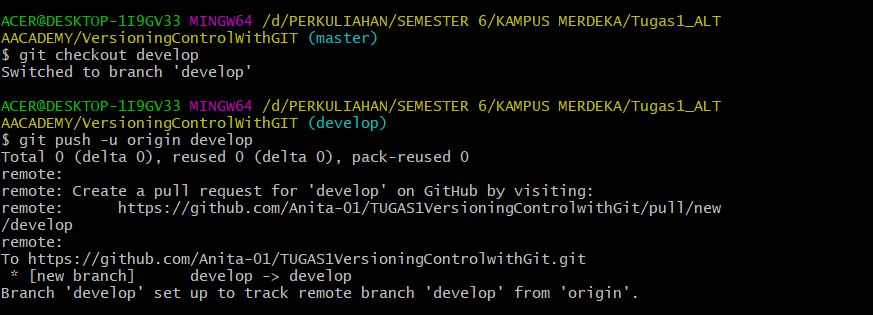 ACER@DESKTOP-1I9GV33 MINGW64 /d/PERKULIAHAN/SEMESTER 6/KAMPUS MERDEKA/Tugas1_ALT
AACADEMY/VersioningControlWithGIT (master)
$ git checkout develop
Switched to branch 'develop'

ACER@DESKTOP-1I9GV33 MINGW64 /d/PERKULIAHAN/SEMESTER 6/KAMPUS MERDEKA/Tugas1_ALT
AACADEMY/VersioningControlWithGIT (develop)
$ git push -u origin develop
Total 0 (delta 0), reused 0 (delta 0), pack-reused 0
remote:
remote: Create a pull request for 'develop' on GitHub by visiting:
remote:      https://github.com/Anita-01/TUGAS1VersioningControlwithGit/pull/new
/develop
remote:
To https://github.com/Anita-01/TUGAS1VersioningControlwithGit.git
 * [new branch]      develop -> develop
Branch 'develop' set up to track remote branch 'develop' from 'origin'.